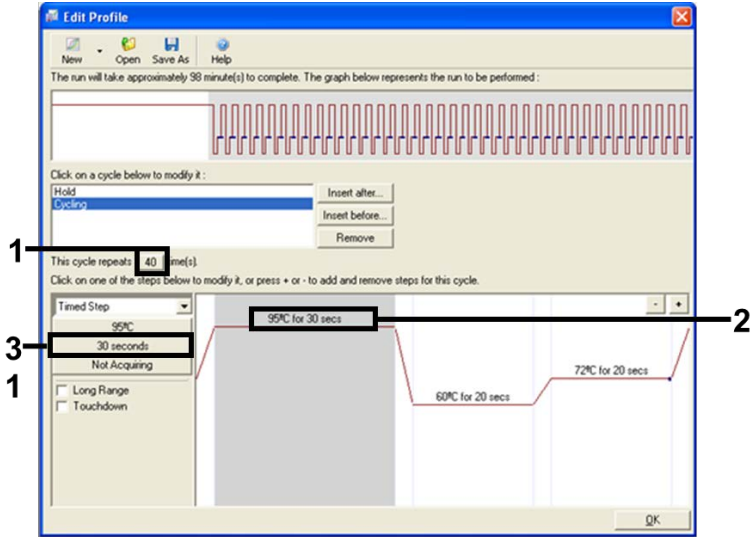 Edit Profile
New Open Save As Help
The run will take approximately 98 minute(s) to complete. The graph below represents the run to be performed :
Click on a cycle below to modify it :
Hold
Cycling
Insert after...
Insert before...
Remove
1
This cycle repeats 40 time(s).
Click on one of the steps below to modify it, or press + or - to add and remove steps for this cycle.
Timed Step
- +
95ºC
95ºC for 30 secs
2
3
30 seconds
Not Acquiring
72ºC for 20 secs
1
Long Range
60ºC for 20 secs
Touchdown
OK